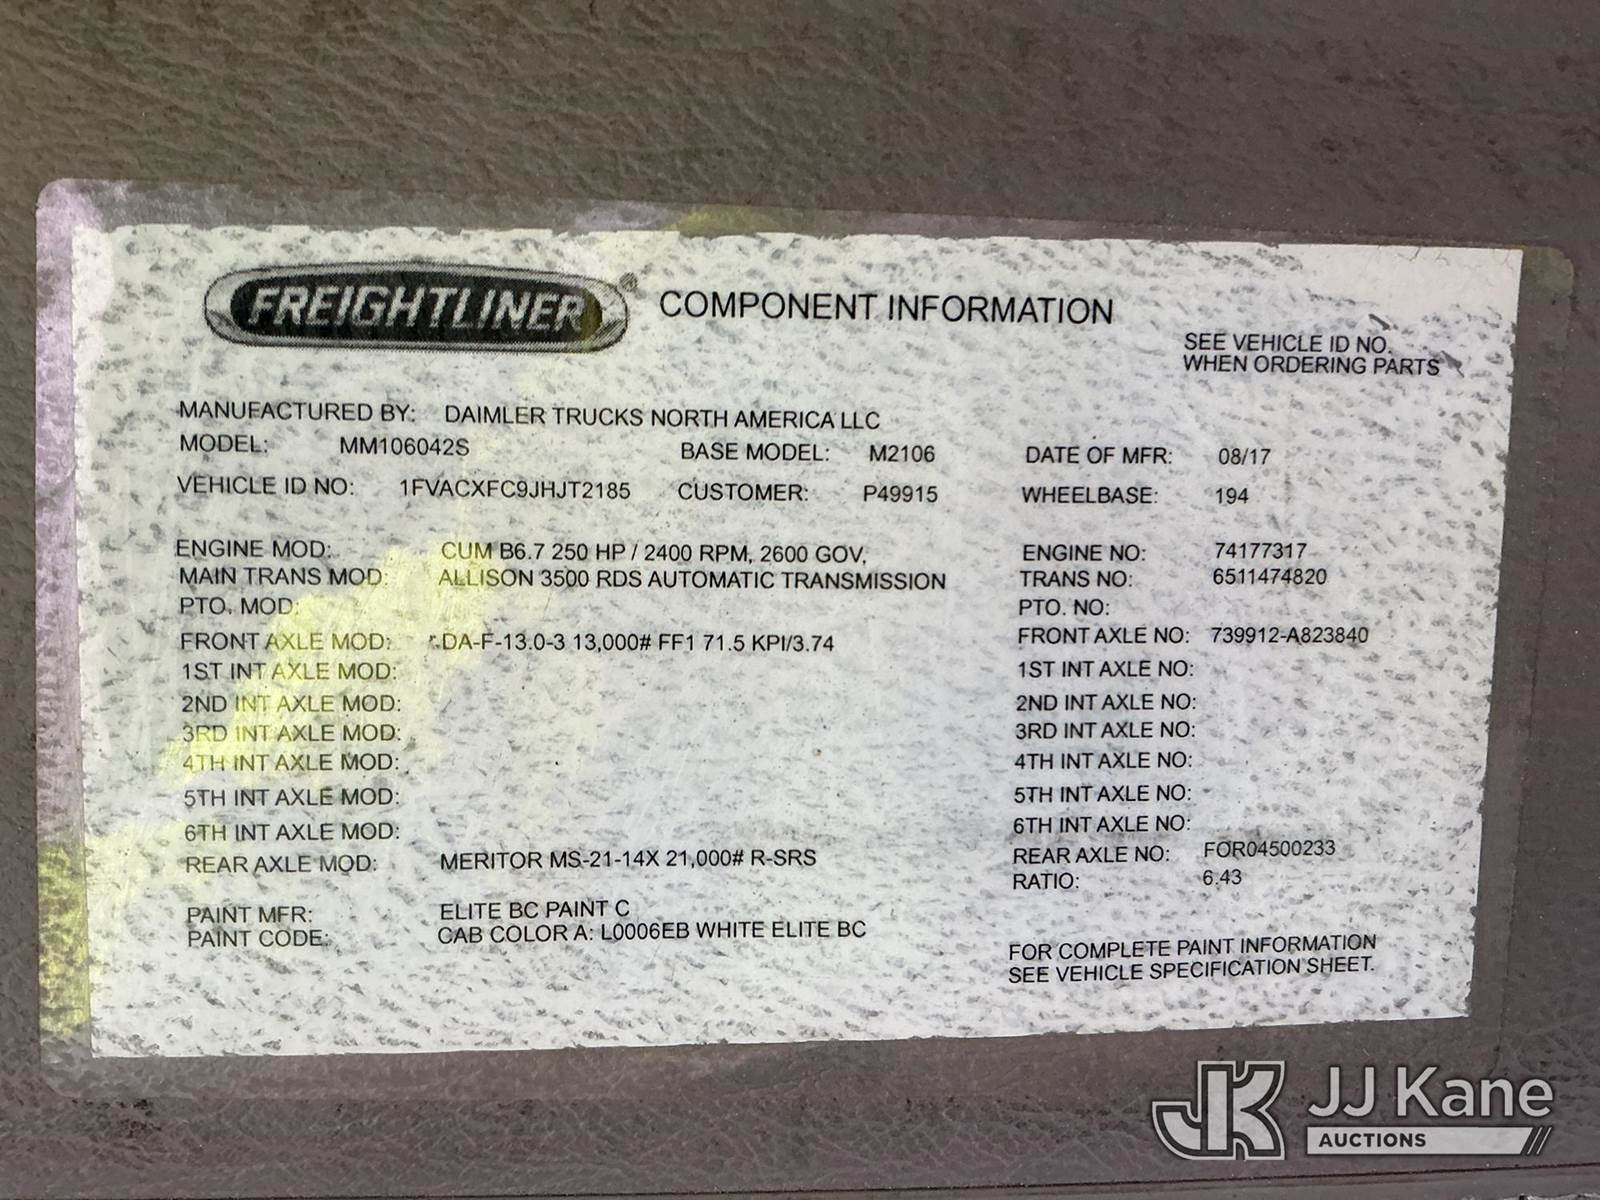 FREIGHTLINER ® COMPONENT INFORMATION
SEE VEHICLE ID NO.
WHEN ORDERING PARTS
MANUFACTURED BY: DAIMLER TRUCKS NORTH AMERICA LLC
MODEL: MM106042S BASE MODEL: M2106 DATE OF MFR: 08/17
VEHICLE ID NO: 1FVACXFC9JHJT2185 CUSTOMER: P49915 WHEELBASE: 194
ENGINE MOD: CUM B6.7 250 HP / 2400 RPM, 2600 GOV, ENGINE NO: 74177317
MAIN TRANS MOD: ALLISON 3500 RDS AUTOMATIC TRANSMISSION TRANS NO: 6511474820
PTO. MOD: PTO. NO:
FRONT AXLE MOD: DA-F-13.0-3 13,000# FF1 71.5 KPI/3.74 FRONT AXLE NO: 739912-A823840
1ST INT AXLE MOD: 1ST INT AXLE NO:
2ND INT AXLE MOD: 2ND INT AXLE NO:
3RD INT AXLE MOD: 3RD INT AXLE NO:
4TH INT AXLE MOD: 4TH INT AXLE NO:
5TH INT AXLE MOD: 5TH INT AXLE NO:
6TH INT AXLE MOD: 6TH INT AXLE NO:
REAR AXLE MOD: MERITOR MS-21-14X 21,000# R-SRS REAR AXLE NO: FOR04500233
RATIO: 6.43
PAINT MFR: ELITE BC PAINT C
PAINT CODE: CAB COLOR A: L0006EB WHITE ELITE BC
FOR COMPLETE PAINT INFORMATION
SEE VEHICLE SPECIFICATION SHEET.
JK JJ Kane
AUCTIONS